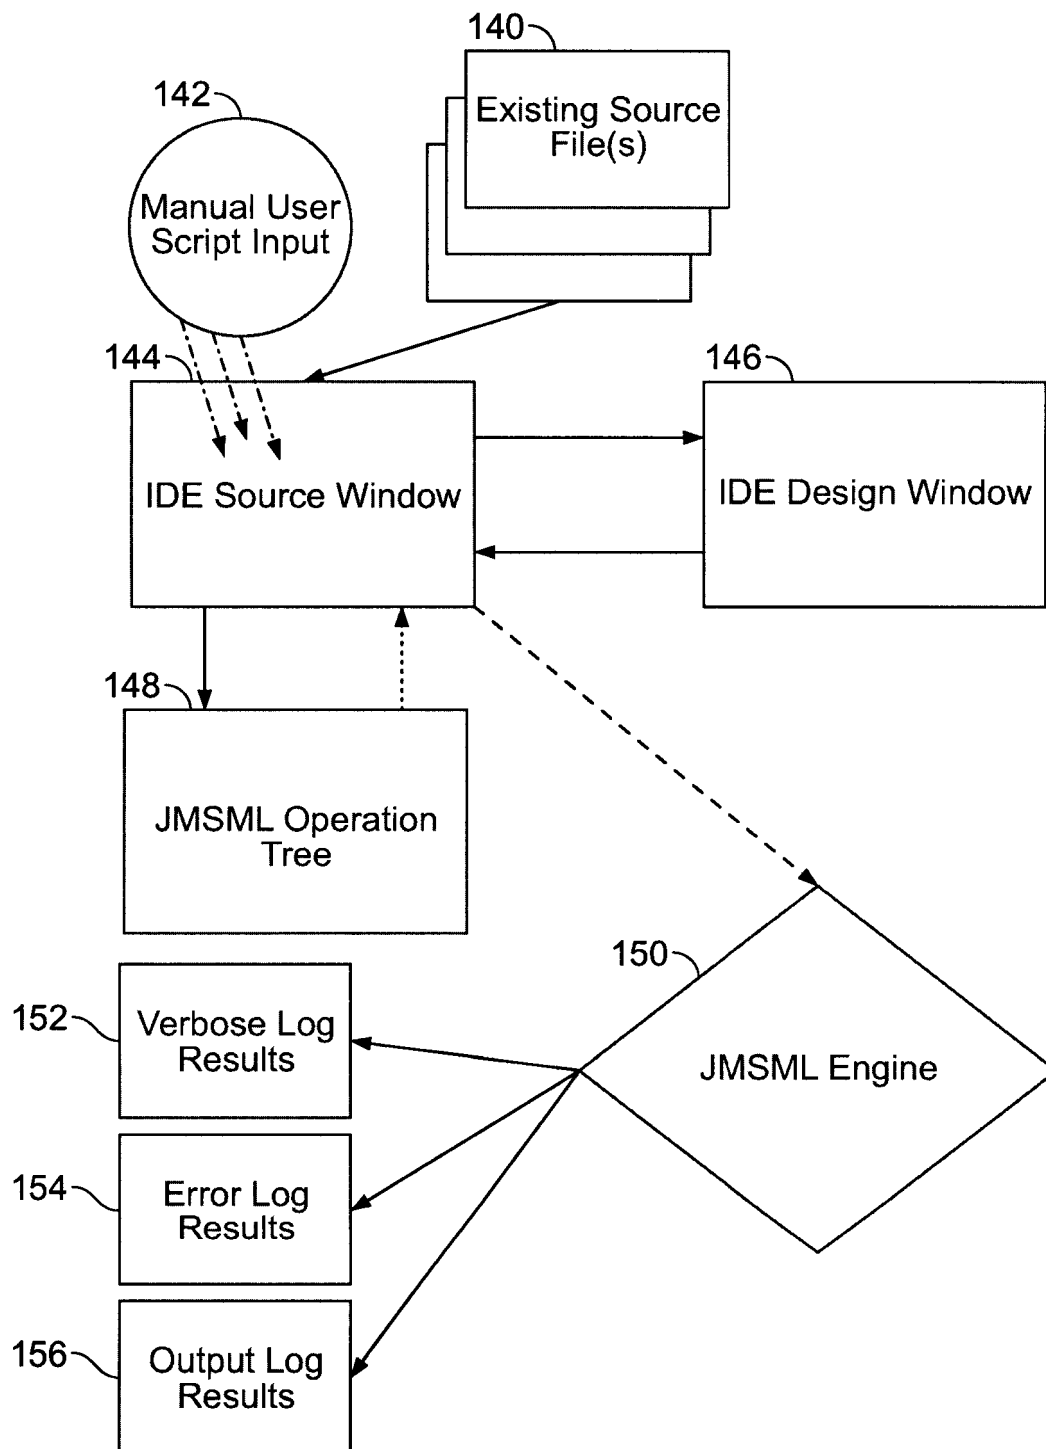 140
Existing Source
File(s)
142
Manual User
Script Input
144
IDE Source Window
146
IDE Design Window
148
JMSML Operation
Tree
150
JMSML Engine
152
Verbose Log
Results
154
Error Log
Results
156
Output Log
Results